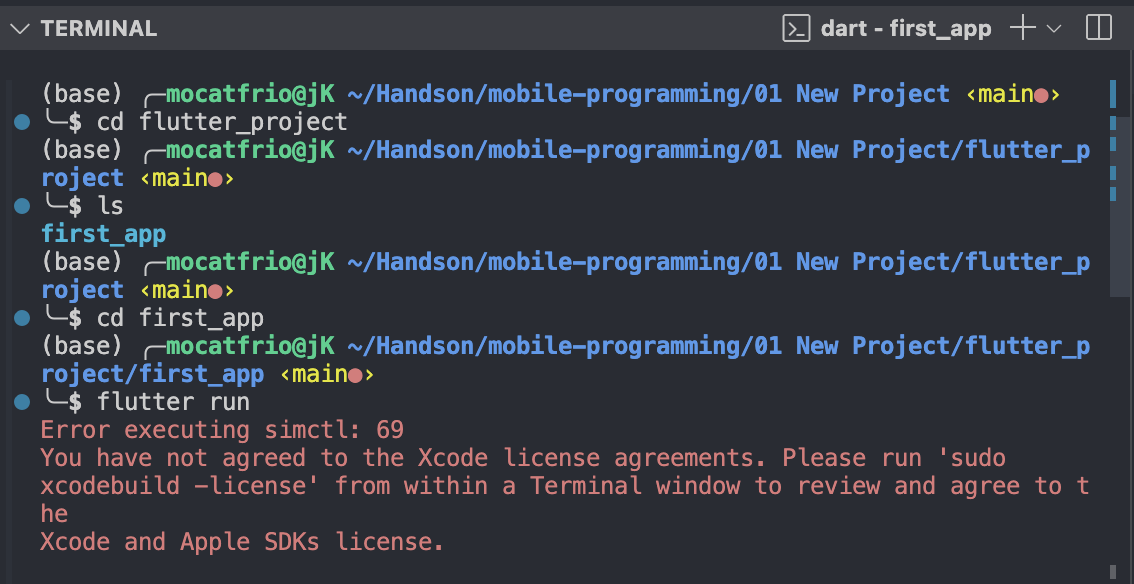 TERMINAL
dart - first_app
(base) ╭─mocatfrio@jK ~/Handson/mobile-programming/01 New Project ‹main●›
╰─$ cd flutter_project
(base) ╭─mocatfrio@jK ~/Handson/mobile-programming/01 New Project/flutter_p
roject ‹main●›
╰─$ ls
first_app
(base) ╭─mocatfrio@jK ~/Handson/mobile-programming/01 New Project/flutter_p
roject ‹main●›
╰─$ cd first_app
(base) ╭─mocatfrio@jK ~/Handson/mobile-programming/01 New Project/flutter_p
roject/first_app ‹main●›
╰─$ flutter run
Error executing simctl: 69
You have not agreed to the Xcode license agreements. Please run 'sudo
xcodebuild -license' from within a Terminal window to review and agree to t
he
Xcode and Apple SDKs license.